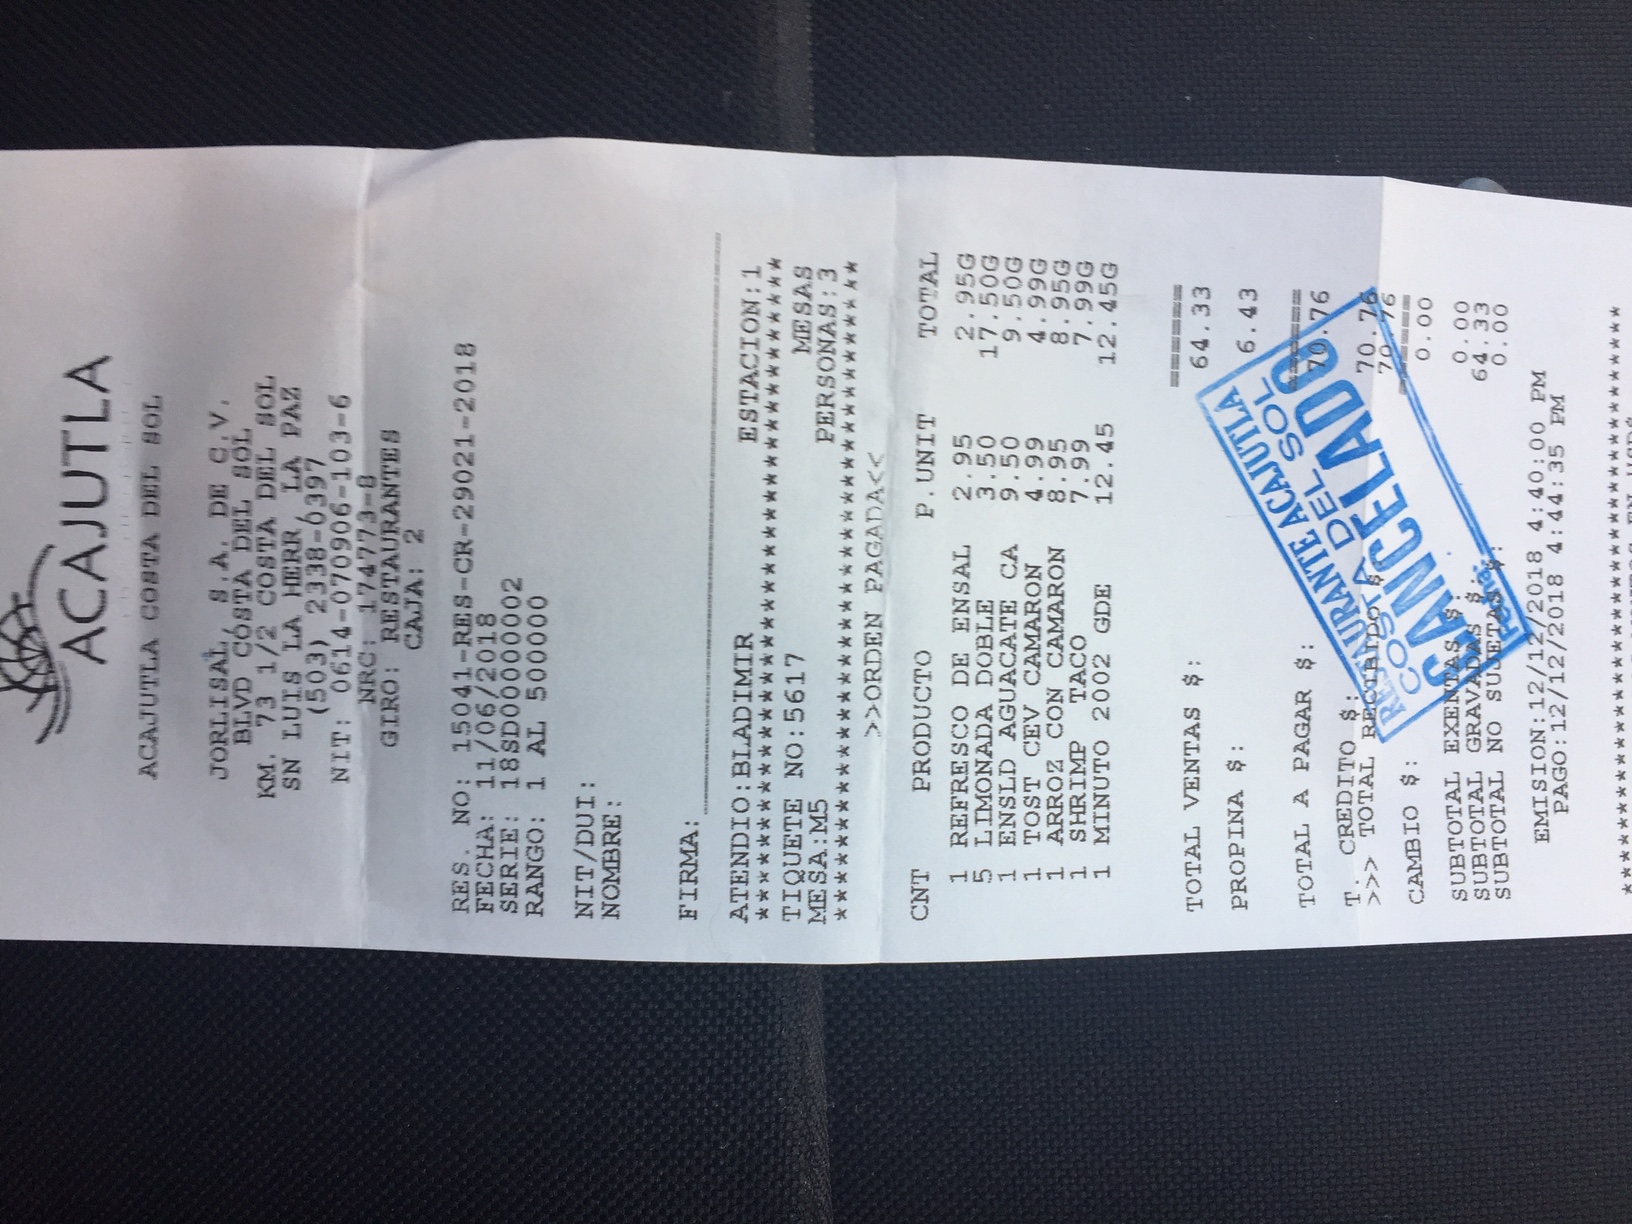 ACAJUTLA
ACAJUTLA COSTA DEL SOL
JORLISAL, S.A. DE C.V.
BLVD COSTA DEL SOL
KM. 73 1/2 COSTA DEL SOL
SN LUIS LA HERR, LA PAZ
(503) 2338-0397
NIT: 0614-070906-103-6
NRC: 174773-8
GIRO: RESTAURANTES
CAJA: 2
RES. NO: 15041-RES-CR-29021-2018
FECHA: 11/06/2018
SERIE: 18SD00000002
RANGO: 1 AL 500000
NIT/DUI:
NOMBRE:
FIRMA:
ATENDIO:BLADIMIR ESTACION:1
TIQUETE NO:5617 MESAS
MESA:M5 PERSONAS:3
>>ORDEN PAGADA<<
CNT PRODUCTO P.UNIT TOTAL
1 REFRESCO DE ENSAL 2.95 2.95G
5 LIMONADA DOBLE 3.50 17.50G
1 ENSLD AGUACATE CA 9.50 9.50G
1 TOST CEV CAMARON 4.99 4.99G
1 ARROZ CON CAMARON 8.95 8.95G
1 SHRIMP TACO 7.99 7.99G
1 MINUTO 2002 GDE 12.45 12.45G
TOTAL VENTAS $: 64.33
PROPINA $: 6.43
TOTAL A PAGAR $: 70.76
T. CREDITO $: 70.76
>>> TOTAL RECIBIDO $: 70.76
CAMBIO $: 0.00
SUBTOTAL EXENTAS $: 0.00
SUBTOTAL GRAVADAS $: 64.33
SUBTOTAL NO SUJETAS $: 0.00
RESTAURANTE ACAJUTLA
COSTA DEL SOL
CANCELADO
Fecha:
EMISION:12/12/2018 4:40:00 PM
PAGO:12/12/2018 4:44:35 PM